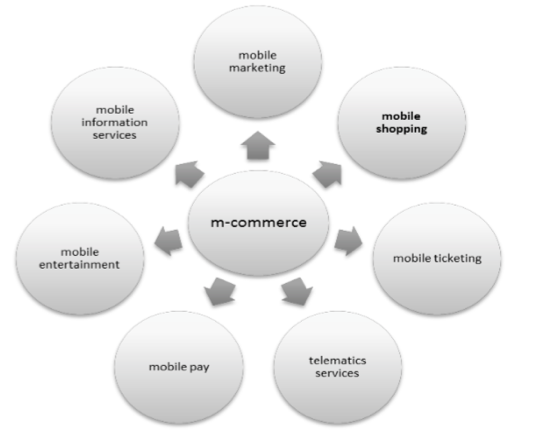 mobile
marketing
mobile
shopping
mobile
information
services
m-commerce
mobile
entertainment
mobile ticketing
mobile pay
telematics
services